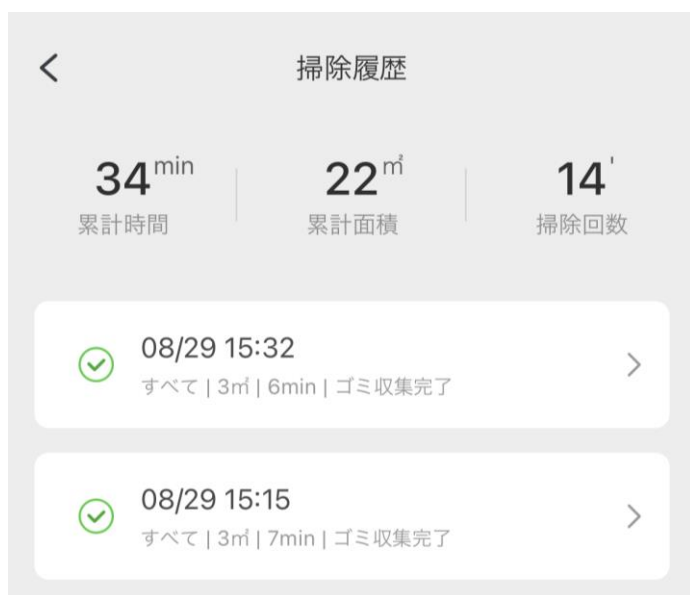 掃除履歴
34min 22㎡ 14'
累計時間 累計面積 掃除回数
08/29 15:32
すべて | 3㎡ | 6min | ゴミ収集完了
08/29 15:15
すべて | 3㎡ | 7min | ゴミ収集完了